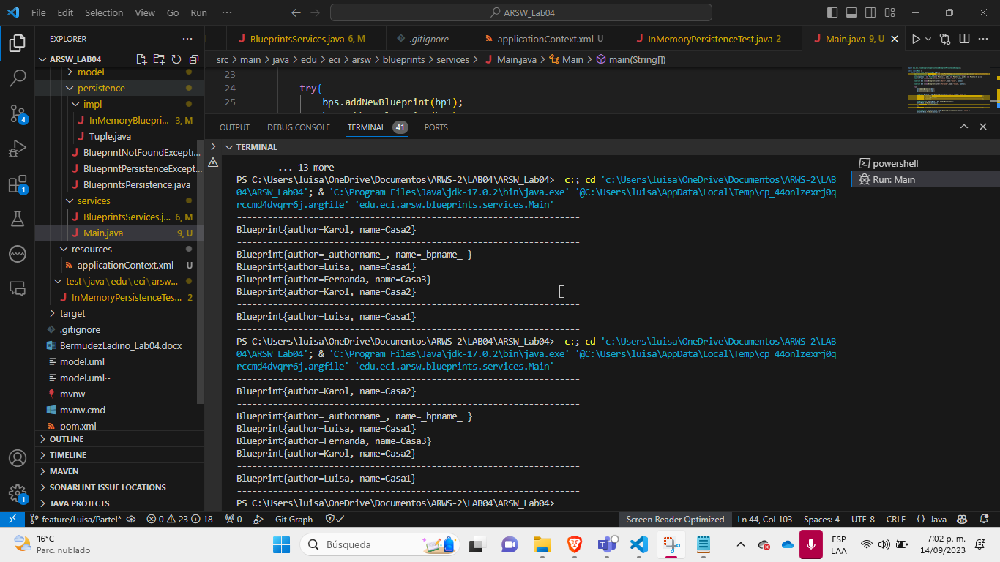 File Edit Selection View Go Run ···
ARSW_Lab04
EXPLORER
ARSW_LAB04
model
persistence
impl
InMemoryBluepri... 3, M
Tuple.java
BlueprintNotFoundExcepti...
BlueprintPersistenceExcept...
BlueprintsPersistence.java
services
BlueprintsServices.j... 6, M
Main.java 9, U
resources
applicationContext.xml U
test\java\edu\eci\arsw...
InMemoryPersistenceTes... 2
target
.gitignore
BermudezLadino_Lab04.docx
model.uml
model.uml~
mvnw
mvnw.cmd
pom.xml
OUTLINE
TIMELINE
MAVEN
SONARLINT ISSUE LOCATIONS
JAVA PROJECTS
4
1
1
BlueprintsServices.java 6, M
.gitignore
applicationContext.xml U
InMemoryPersistenceTest.java 2
Main.java 9, U
src > main > java > edu > eci > arsw > blueprints > services > Main.java > Main > main(String[])
23
24 try{
25 bps.addNewBlueprint(bp1);
OUTPUT DEBUG CONSOLE TERMINAL 41 PORTS
TERMINAL
... 13 more
PS C:\Users\luisa\OneDrive\Documentos\ARWS-2\LAB04\ARSW_Lab04> c:; cd 'c:\Users\luisa\OneDrive\Documentos\ARWS-2\LAB
04\ARSW_Lab04'; & 'C:\Program Files\Java\jdk-17.0.2\bin\java.exe' '@C:\Users\luisa\AppData\Local\Temp\cp_44onlzexrj0q
rccmd4dvqrr6j.argfile' 'edu.eci.arsw.blueprints.services.Main'
-------------------------------------------------------------------
Blueprint{author=Karol, name=Casa2}
-------------------------------------------------------------------
Blueprint{author=_authorname_, name=_bpname_ }
Blueprint{author=Luisa, name=Casa1}
Blueprint{author=Fernanda, name=Casa3}
Blueprint{author=Karol, name=Casa2}
-------------------------------------------------------------------
Blueprint{author=Luisa, name=Casa1}
-------------------------------------------------------------------
PS C:\Users\luisa\OneDrive\Documentos\ARWS-2\LAB04\ARSW_Lab04> c:; cd 'c:\Users\luisa\OneDrive\Documentos\ARWS-2\LAB
04\ARSW_Lab04'; & 'C:\Program Files\Java\jdk-17.0.2\bin\java.exe' '@C:\Users\luisa\AppData\Local\Temp\cp_44onlzexrj0q
rccmd4dvqrr6j.argfile' 'edu.eci.arsw.blueprints.services.Main'
-------------------------------------------------------------------
Blueprint{author=Karol, name=Casa2}
-------------------------------------------------------------------
Blueprint{author=_authorname_, name=_bpname_ }
Blueprint{author=Luisa, name=Casa1}
Blueprint{author=Fernanda, name=Casa3}
Blueprint{author=Karol, name=Casa2}
-------------------------------------------------------------------
Blueprint{author=Luisa, name=Casa1}
-------------------------------------------------------------------
PS C:\Users\luisa\OneDrive\Documentos\ARWS-2\LAB04\ARSW_Lab04>
powershell
Run: Main
feature/Luisa/ParteI* 0 23 18 0 Git Graph Screen Reader Optimized Ln 44, Col 103 Spaces: 4 UTF-8 CRLF { } Java
16°C
Parc. nublado
Búsqueda
ESP
LAA
7:02 p. m.
14/09/2023